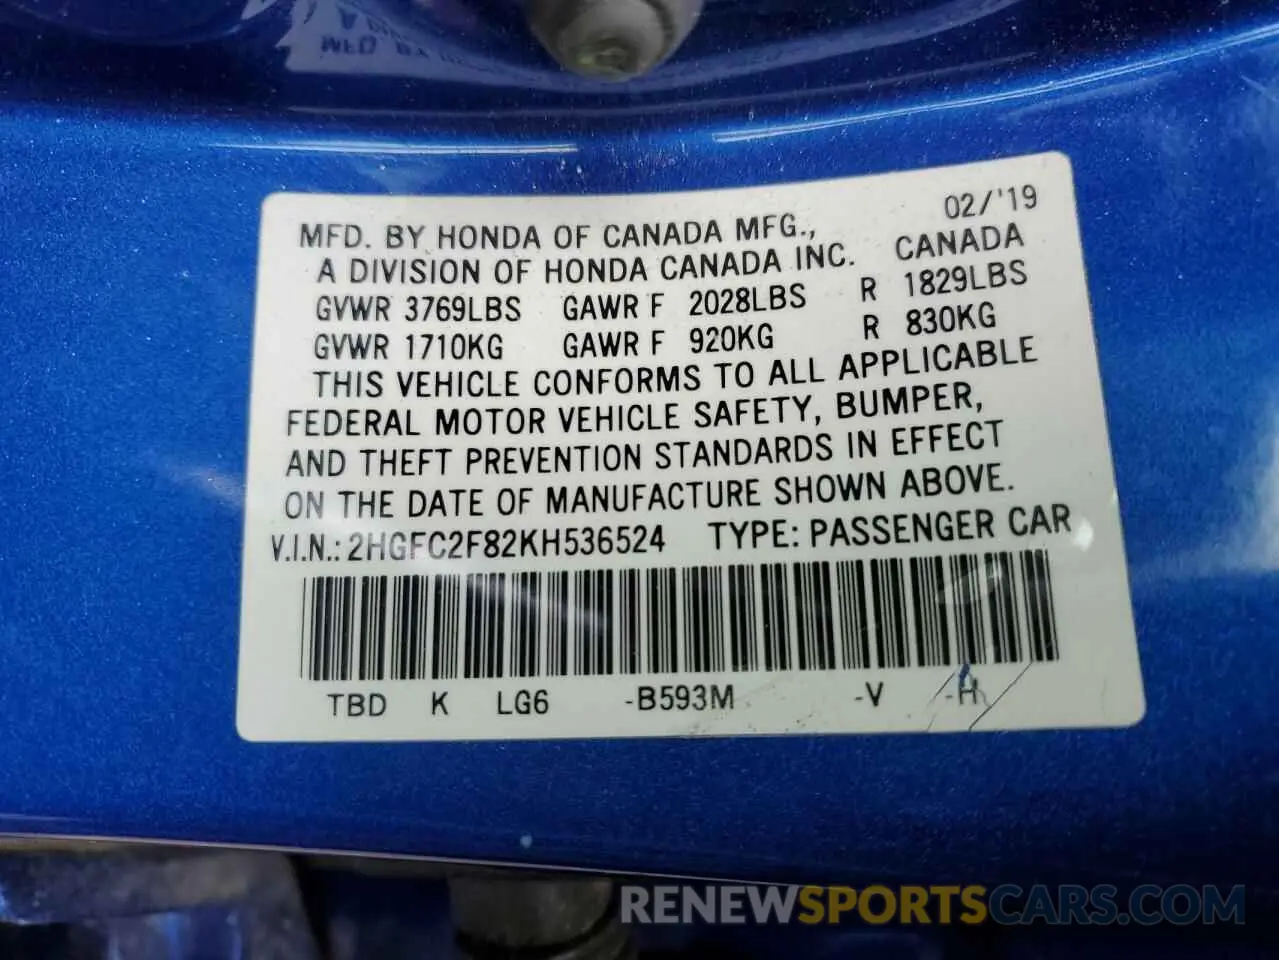 MFD. BY HONDA OF CANADA MFG., 02/'19
A DIVISION OF HONDA CANADA INC. CANADA
GVWR 3769LBS GAWR F 2028LBS R 1829LBS
GVWR 1710KG GAWR F 920KG R 830KG
THIS VEHICLE CONFORMS TO ALL APPLICABLE
FEDERAL MOTOR VEHICLE SAFETY, BUMPER,
AND THEFT PREVENTION STANDARDS IN EFFECT
ON THE DATE OF MANUFACTURE SHOWN ABOVE.
V.I.N.: 2HGFC2F82KH536524 TYPE: PASSENGER CAR
TBD K LG6 -B593M -V -H
RENEWSPORTSCARS.COM